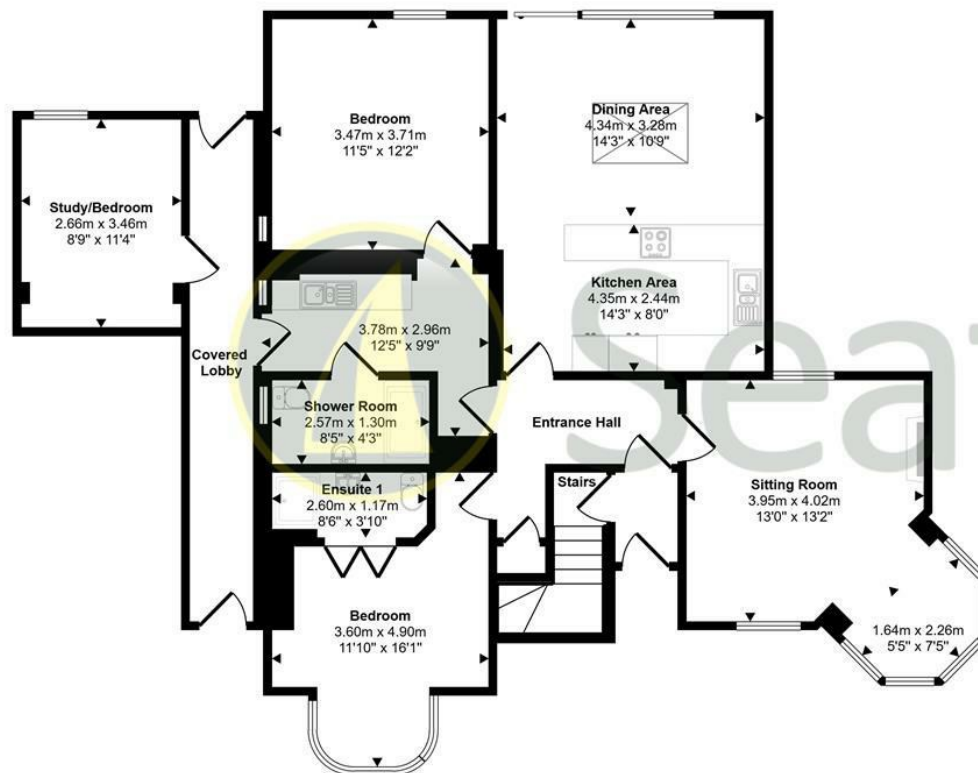 Bedroom
3.47m x 3.71m
11'5" x 12'2"
Dining Area
4.34m x 3.28m
14'3" x 10'9"
Study/Bedroom
2.66m x 3.46m
8'9" x 11'4"
Kitchen Area
4.35m x 2.44m
14'3" x 8'0"
3.78m x 2.96m
12'5" x 9'9"
Covered
Lobby
Shower Room
2.57m x 1.30m
8'5" x 4'3"
Entrance Hall
Stairs
Sitting Room
3.95m x 4.02m
13'0" x 13'2"
Ensuite 1
2.60m x 1.17m
8'6" x 3'10"
Bedroom
3.60m x 4.90m
11'10" x 16'1"
1.64m x 2.26m
5'5" x 7'5"
Sea